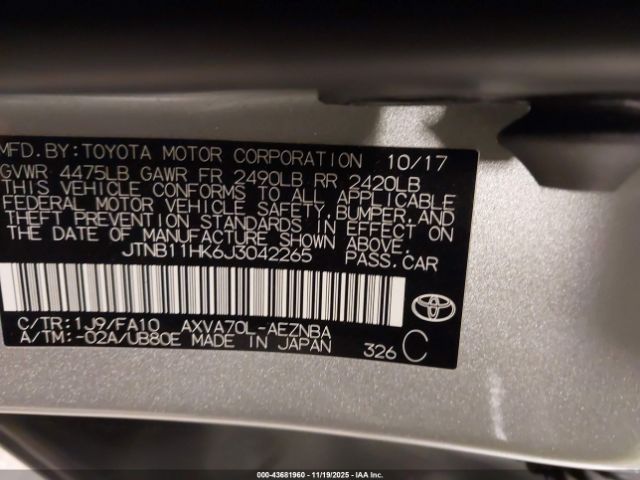 MFD.BY:TOYOTA MOTOR CORPORATION 10/17
GVWR 4475LB GAWR FR 2490LB RR 2420LB
THIS VEHICLE CONFORMS TO ALL APPLICABLE
FEDERAL MOTOR VEHICLE SAFETY,BUMPER,AND
THEFT PREVENTION STANDARDS IN EFFECT ON
THE DATE OF MANUFACTURE SHOWN ABOVE.
JTNB11HK6J3042265 PASS.CAR
TOYOTA
C/TR:1J9/FA10 AXVA70L-AEZNBA
A/TM:-02A/UB80E MADE IN JAPAN 326 C
000-43681960 | 11/19/2025 | IAA Inc.